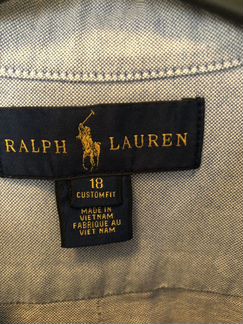 RALPH LAUREN
18
CUSTOM FIT
MADE IN
VIETNAM
FABRIQUÉ AU
VIET NAM